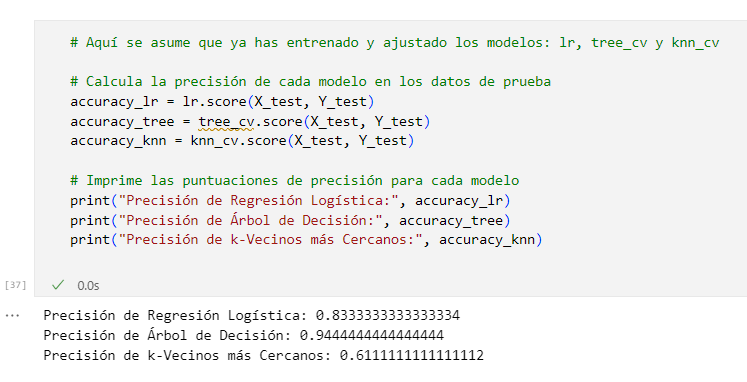 # Aquí se asume que ya has entrenado y ajustado los modelos: lr, tree_cv y knn_cv
# Calcula la precisión de cada modelo en los datos de prueba
accuracy_lr = lr.score(X_test, Y_test)
accuracy_tree = tree_cv.score(X_test, Y_test)
accuracy_knn = knn_cv.score(X_test, Y_test)
# Imprime las puntuaciones de precisión para cada modelo
print("Precisión de Regresión Logística:", accuracy_lr)
print("Precisión de Árbol de Decisión:", accuracy_tree)
print("Precisión de k-Vecinos más Cercanos:", accuracy_knn)
[37] ✓ 0.0s
... Precisión de Regresión Logística: 0.8333333333333334
Precisión de Árbol de Decisión: 0.9444444444444444
Precisión de k-Vecinos más Cercanos: 0.6111111111111112